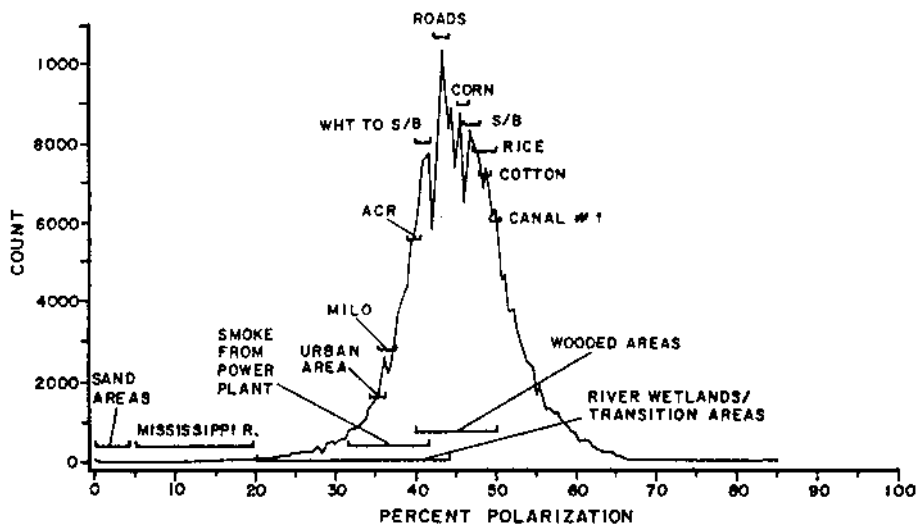 ROADS
1000
CORN
S/B
WHT TO S/B
8000
RICE
COTTON
ACR
CANAL # 1
6000
COUNT
4000
MILO
SMOKE
FROM
POWER
PLANT
URBAN
AREA
WOODED AREAS
2000
SAND
AREAS
RIVER WETLANDS/
TRANSITION AREAS
MISSISSIPPI R.
0
0 10 20 30 40 50 60 70 80 90 100
PERCENT POLARIZATION